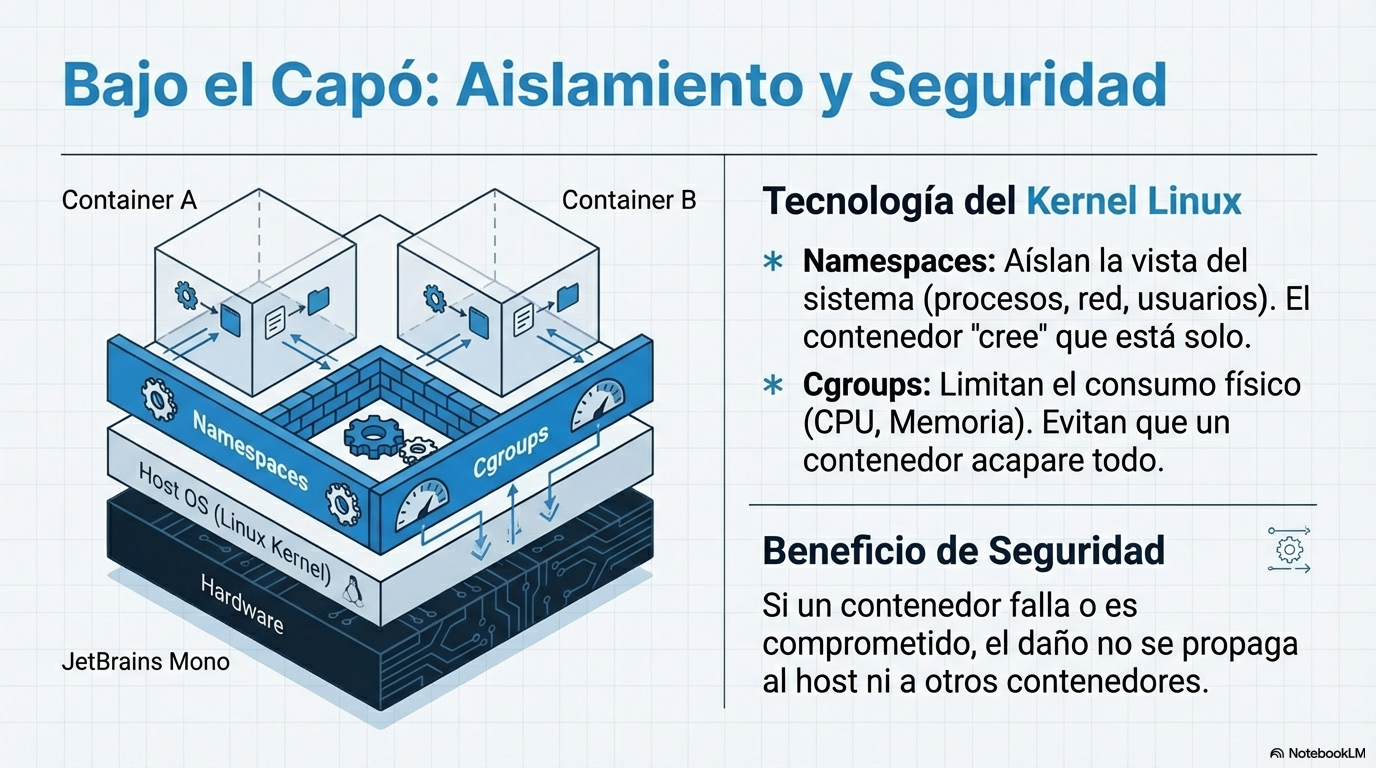 Bajo el Capó: Aislamiento y Seguridad
Container A
Container B
Namespaces
Cgroups
Host OS (Linux Kernel)
Hardware
JetBrains Mono
Tecnología del Kernel Linux
* Namespaces: Aíslan la vista del
sistema (procesos, red, usuarios). El
contenedor "cree" que está solo.
* Cgroups: Limitan el consumo físico
(CPU, Memoria). Evitan que un
contenedor acapare todo.
Beneficio de Seguridad
Si un contenedor falla o es
comprometido, el daño no se propaga
al host ni a otros contenedores.
NotebookLM